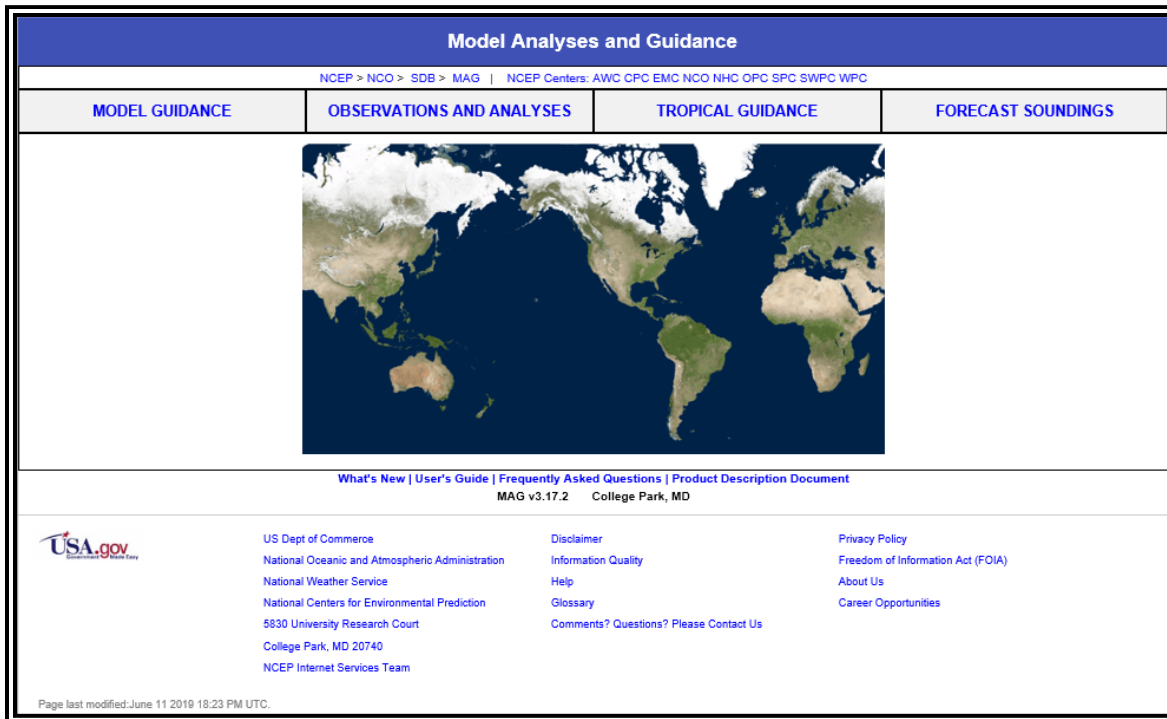 Model Analyses and Guidance
NCEP > NCO > SDB > MAG | NCEP Centers: AWC CPC EMC NCO NHC OPC SPC SWPC WPC
MODEL GUIDANCE OBSERVATIONS AND ANALYSES TROPICAL GUIDANCE FORECAST SOUNDINGS
What's New | User's Guide | Frequently Asked Questions | Product Description Document
MAG v3.17.2 College Park, MD
USA.gov
Government Made Easy
US Dept of Commerce
National Oceanic and Atmospheric Administration
National Weather Service
National Centers for Environmental Prediction
5830 University Research Court
College Park, MD 20740
NCEP Internet Services Team
Disclaimer
Information Quality
Help
Glossary
Comments? Questions? Please Contact Us
Privacy Policy
Freedom of Information Act (FOIA)
About Us
Career Opportunities
Page last modified:June 11 2019 18:23 PM UTC.